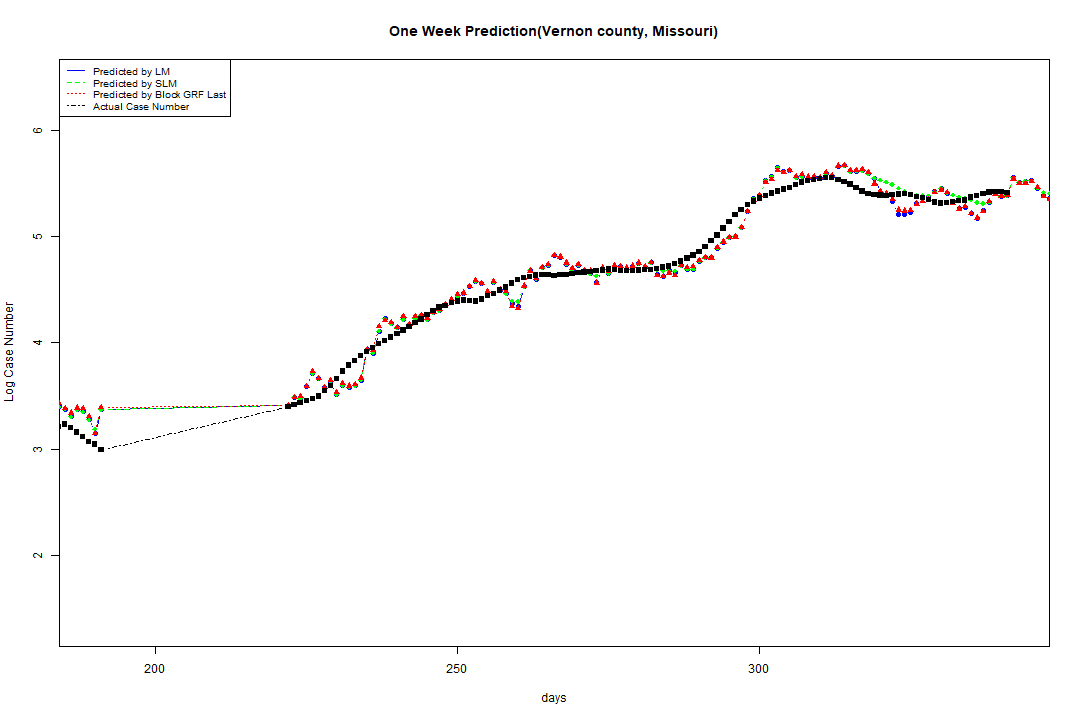 One Week Prediction(Vernon county, Missouri)
Predicted by LM
Predicted by SLM
Predicted by Block GRF Last
Actual Case Number
6
5
4
3
2
Log Case Number
200
250
300
days